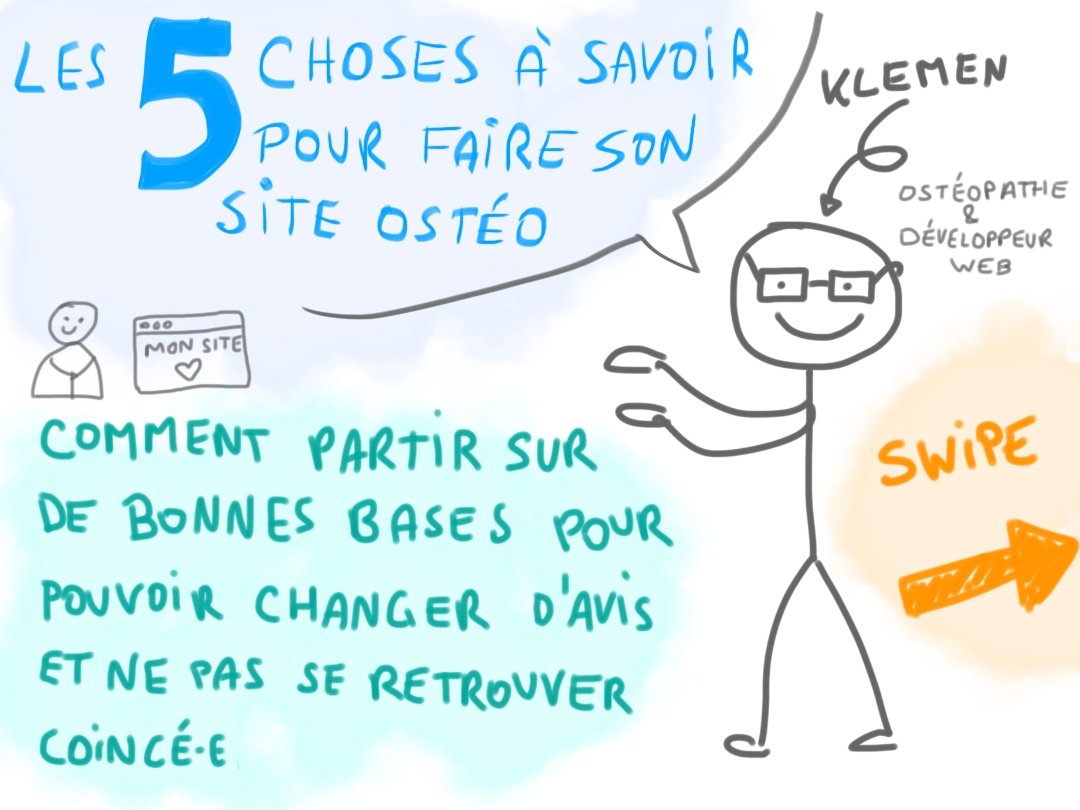 LES 5 CHOSES À SAVOIR
POUR FAIRE SON
SITE OSTÉO
KLEMEN
OSTÉOPATHE
&
DÉVELOPPEUR
WEB
MON SITE
COMMENT PARTIR SUR
DE BONNES BASES POUR
POUVOIR CHANGER D'AVIS
ET NE PAS SE RETROUVER
COINCÉ·E
SWIPE